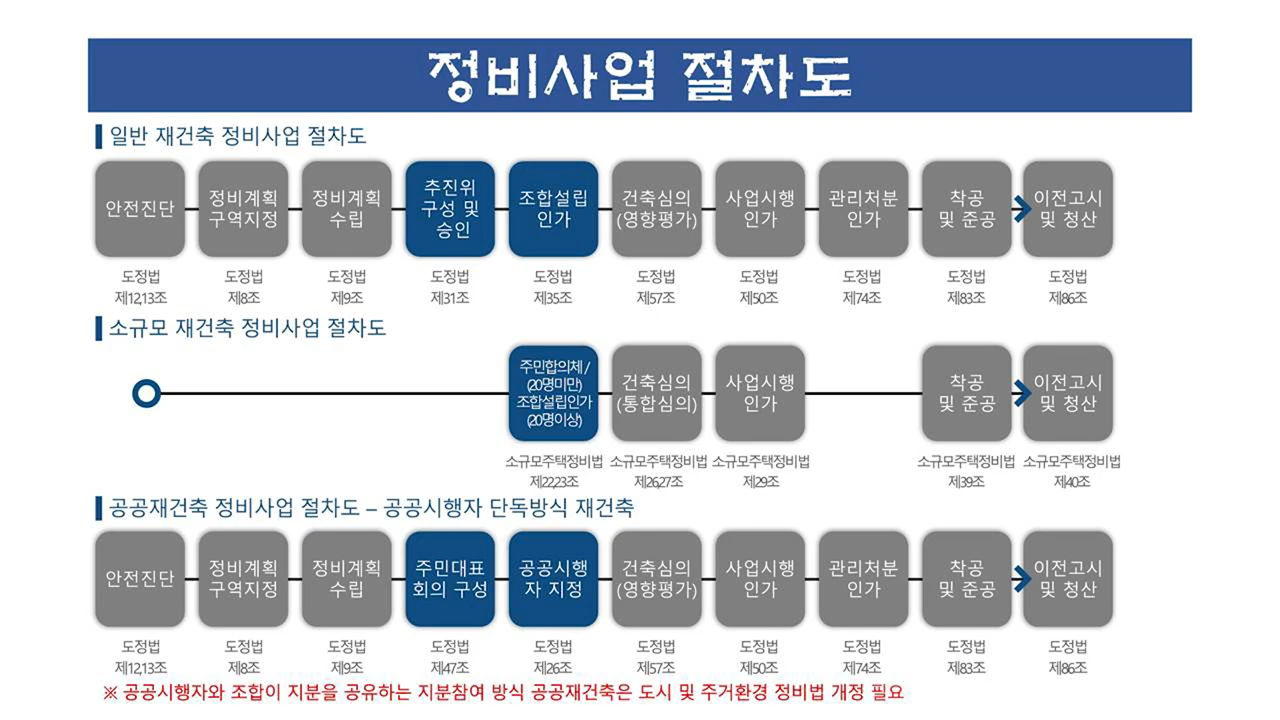 정비사업 절차도
일반 재건축 정비사업 절차도
안전진단
정비계획
구역지정
정비계획
수립
추진위
구성 및
승인
조합설립
인가
건축심의
(영향평가)
사업시행
인가
관리처분
인가
착공
및 준공
이전고시
및 청산
도정법
제12,13조
도정법
제8조
도정법
제9조
도정법
제31조
도정법
제35조
도정법
제57조
도정법
제50조
도정법
제74조
도정법
제83조
도정법
제86조
소규모 재건축 정비사업 절차도
주민합의체 /
(20명미만)
조합설립인가
(20명이상)
건축심의
(통합심의)
사업시행
인가
착공
및 준공
이전고시
및 청산
소규모주택정비법
제22,23조
소규모주택정비법
제26,27조
소규모주택정비법
제29조
소규모주택정비법
제39조
소규모주택정비법
제40조
공공재건축 정비사업 절차도 – 공공시행자 단독방식 재건축
안전진단
정비계획
구역지정
정비계획
수립
주민대표
회의 구성
공공시행
자 지정
건축심의
(영향평가)
사업시행
인가
관리처분
인가
착공
및 준공
이전고시
및 청산
도정법
제12,13조
도정법
제8조
도정법
제9조
도정법
제47조
도정법
제26조
도정법
제57조
도정법
제50조
도정법
제74조
도정법
제83조
도정법
제86조
※ 공공시행자와 조합이 지분을 공유하는 지분참여 방식 공공재건축은 도시 및 주거환경 정비법 개정 필요